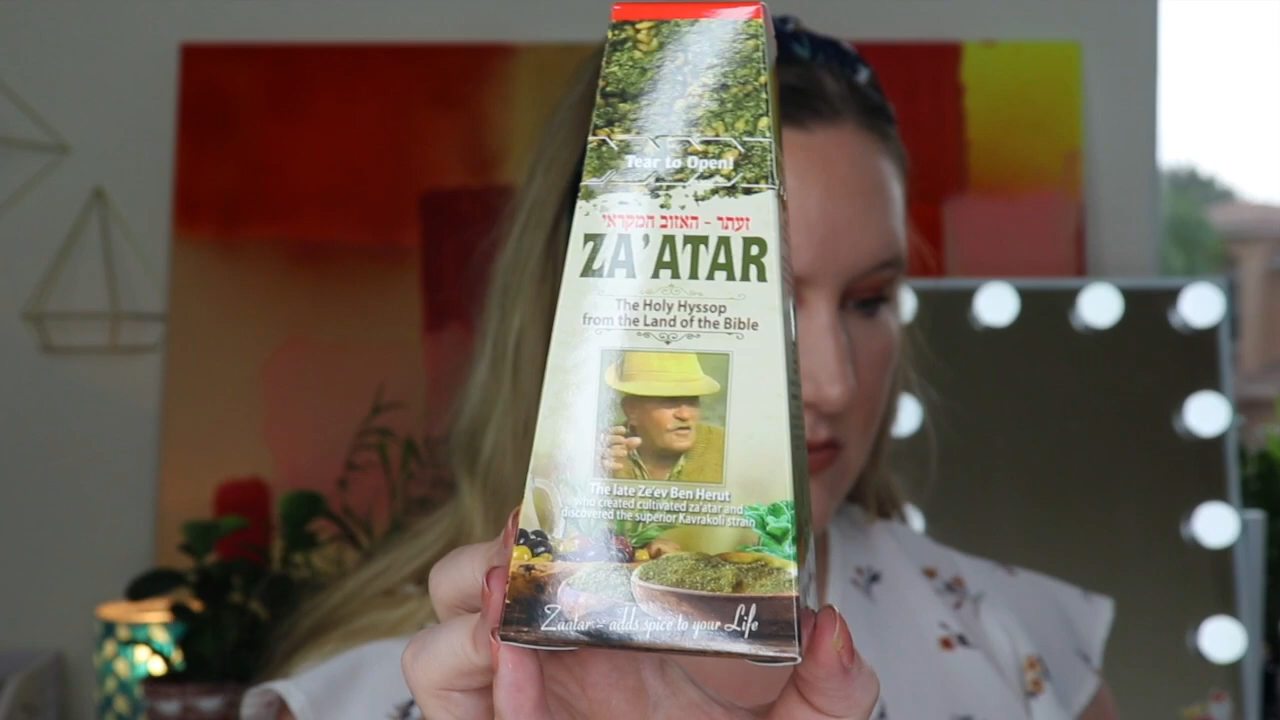 Tear to Open!
זעתר - האזוב המקראי
ZA'ATAR
The Holy Hyssop
from the Land of the Bible
The late Ze'ev Ben Herut
who created cultivated za'atar and
discovered the superior Kavrakoli strain
Zaatar - adds spice to your Life